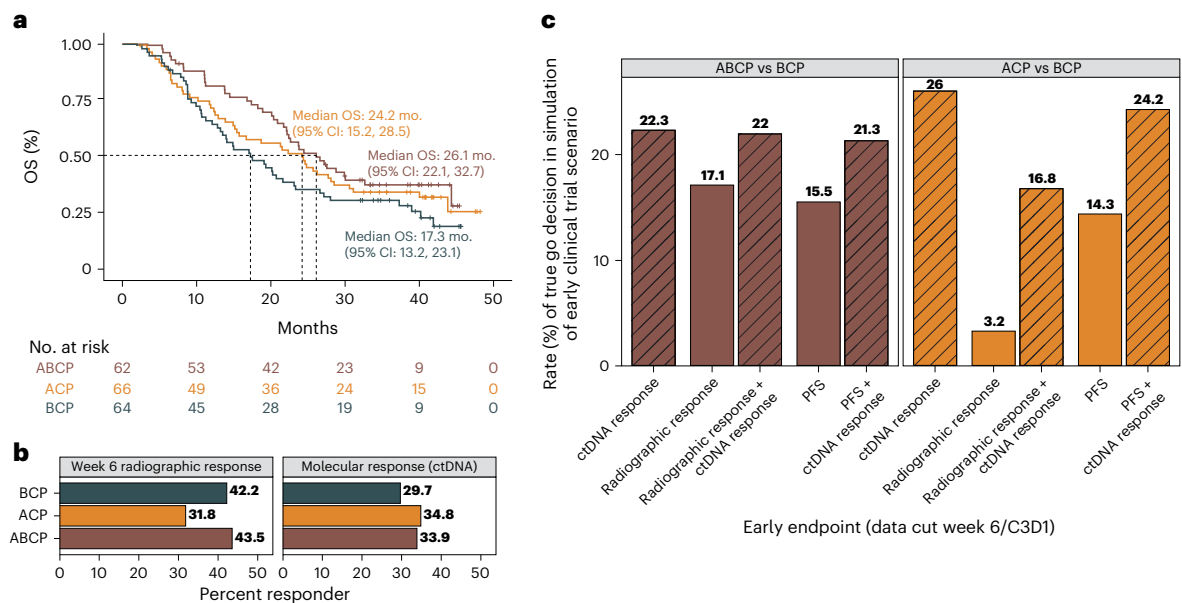 a
1.00
0.75
0.50
0.25
0
OS (%)
Median OS: 24.2 mo.
(95% CI: 15.2, 28.5)
Median OS: 26.1 mo.
(95% CI: 22.1, 32.7)
Median OS: 17.3 mo.
(95% CI: 13.2, 23.1)
0 10 20 30 40 50
Months
No. at risk
ABCP 62 53 42 23 9 0
ACP 66 49 36 24 15 0
BCP 64 45 28 19 9 0
b
Week 6 radiographic response
Molecular response (ctDNA)
BCP 42.2 29.7
ACP 31.8 34.8
ABCP 43.5 33.9
0 10 20 30 40 50 0 10 20 30 40 50
Percent responder
c
Rate (%) of true go decision in simulation
of early clinical trial scenario
20
10
0
ABCP vs BCP
22.3
17.1
22
15.5
21.3
ctDNA response
Radiographic response
Radiographic response +
ctDNA response
PFS
PFS +
ctDNA response
ACP vs BCP
26
3.2
16.8
14.3
24.2
ctDNA response
Radiographic response
Radiographic response +
ctDNA response
PFS
PFS +
ctDNA response
Early endpoint (data cut week 6/C3D1)